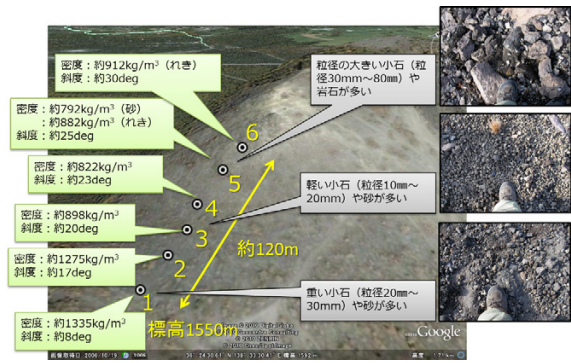 密度：約912kg/m³（れき）
斜度：約30deg
密度：約792kg/m³（砂）
：約882kg/m³（れき）
斜度：約25deg
密度：約822kg/m³
斜度：約23deg
密度：約898kg/m³
斜度：約20deg
密度：約1275kg/m³
斜度：約17deg
密度：約1335kg/m³
斜度：約8deg
6
5
4
3
2
1
約120m
標高1550m
粒径の大きい小石（粒
径30mm～80㎜）や
岩石が多い
軽い小石（粒径10㎜～
20mm）や砂が多い
重い小石（粒径20㎜～
30mm）や砂が多い
Google